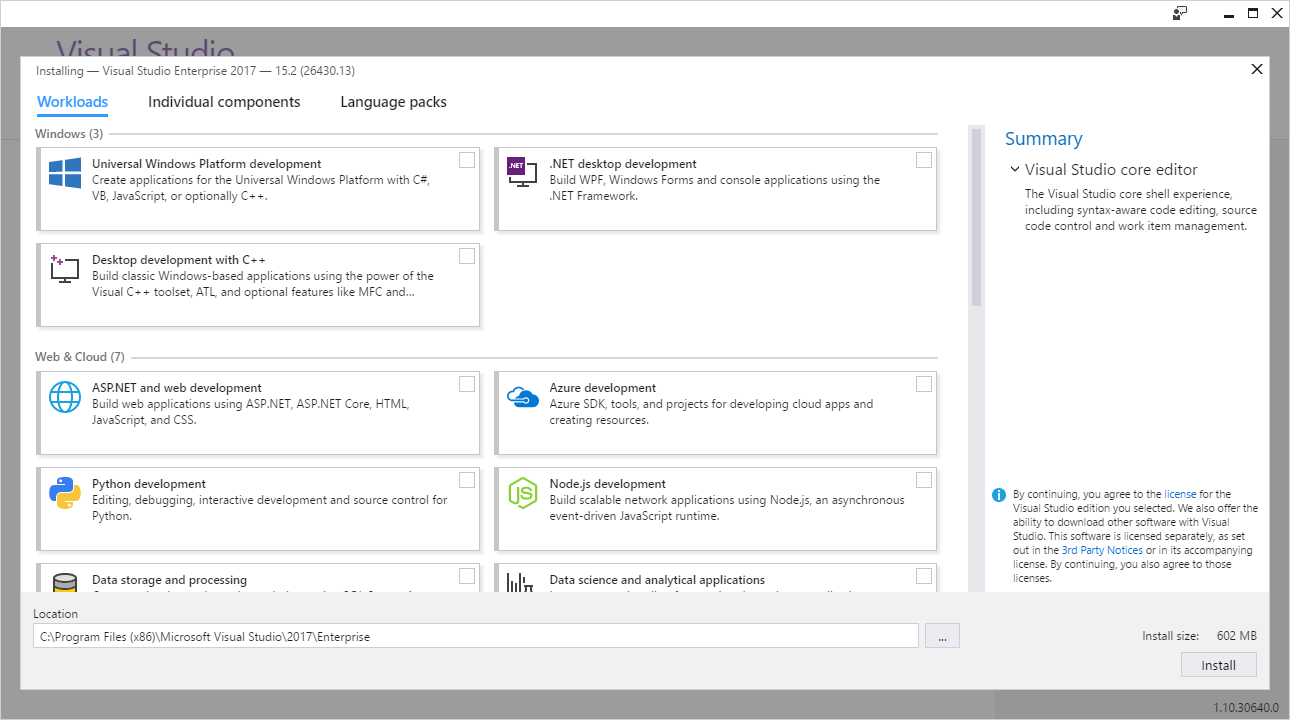 Visual Studio
Installing — Visual Studio Enterprise 2017 — 15.2 (26430.13)
Workloads
Individual components
Language packs
Windows (3)
Universal Windows Platform development
Create applications for the Universal Windows Platform with C#,
VB, JavaScript, or optionally C++.
.NET
.NET desktop development
Build WPF, Windows Forms and console applications using the
.NET Framework.
Desktop development with C++
Build classic Windows-based applications using the power of the
Visual C++ toolset, ATL, and optional features like MFC and...
Web & Cloud (7)
ASP.NET and web development
Build web applications using ASP.NET, ASP.NET Core, HTML,
JavaScript, and CSS.
Azure development
Azure SDK, tools, and projects for developing cloud apps and
creating resources.
Python development
Editing, debugging, interactive development and source control for
Python.
JS
Node.js development
Build scalable network applications using Node.js, an asynchronous
event-driven JavaScript runtime.
Data storage and processing
Data science and analytical applications
Summary
Visual Studio core editor
The Visual Studio core shell experience,
including syntax-aware code editing, source
code control and work item management.
By continuing, you agree to the license for the
Visual Studio edition you selected. We also offer the
ability to download other software with Visual
Studio. This software is licensed separately, as set
out in the 3rd Party Notices or in its accompanying
license. By continuing, you also agree to those
licenses.
Location
C:\Program Files (x86)\Microsoft Visual Studio\2017\Enterprise
...
Install size: 602 MB
Install
1.10.30640.0